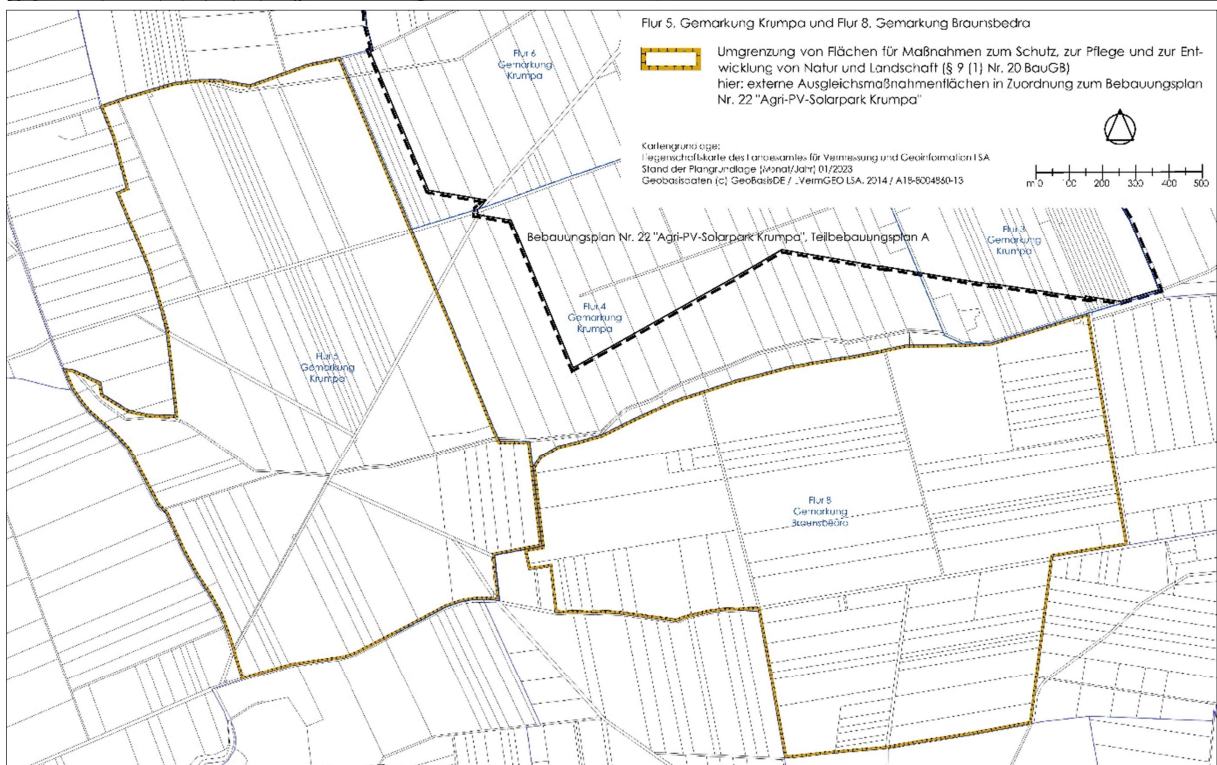 Flur 5, Gemarkung Krumpa und Flur 8, Gemarkung Braunsbedra
Umgrenzung von Flächen für Maßnahmen zum Schutz, zur Pflege und zur Ent-
wicklung von Natur und Landschaft (§ 9 (1) Nr. 20 BauGB)
hier: externe Ausgleichsmaßnahmenflächen in Zuordnung zum Bebauungsplan
Nr. 22 "Agri-PV-Solarpark Krumpa"
Kartengrundlage:
Liegenschaftskarte des Landesamtes für Vermessung und Geoinformation LSA
Stand der Plangrundlage (Monat/Jahr) 01/2023
Geobasisdaten (c) GeoBasisDE / LVermGEO LSA, 2014 /
m 0 100 200 300 400 500
Flur 6
Gemarkung
Krumpa
Bebauungsplan Nr. 22 "Agri-PV-Solarpark Krumpa", Teilbebauungsplan A
Flur 3
Gemarkung
Krumpa
Flur 4
Gemarkung
Krumpa
Flur 5
Gemarkung
Krumpa
Flur 8
Gemarkung
Braunsbedra